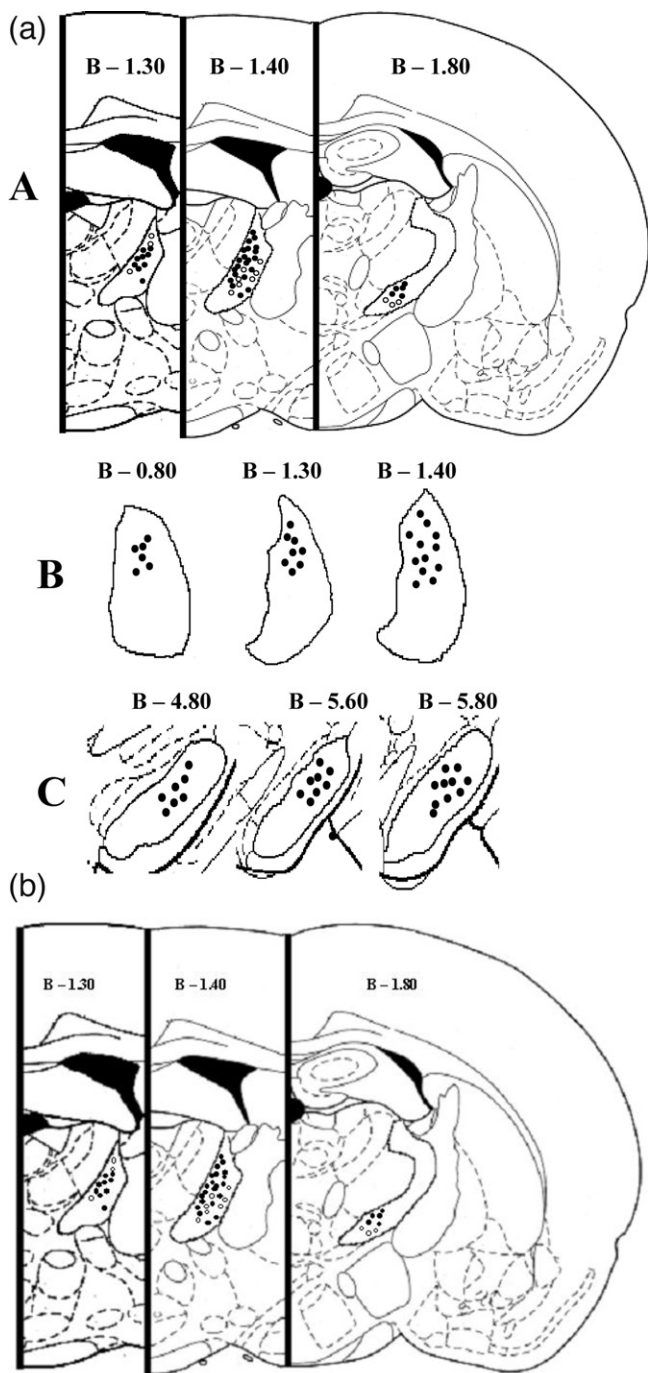 (a)
B – 1.30 B – 1.40 B – 1.80
A
B – 0.80 B – 1.30 B – 1.40
B
B – 4.80 B – 5.60 B – 5.80
C
(b)
B – 1.30 B – 1.40 B – 1.80